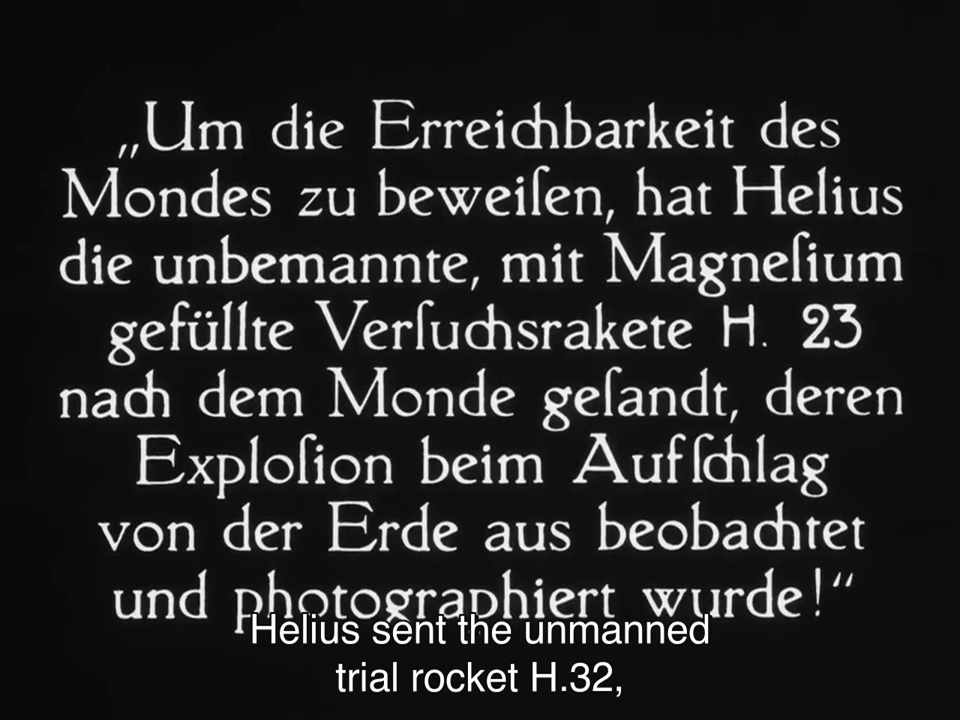 „Um die Erreichbarkeit des
Mondes zu beweiſen, hat Helius
die unbemannte, mit Magneſium
gefüllte Verſuchsrakete H. 23
nach dem Monde geſandt, deren
Exploſion beim Aufſchlag
von der Erde aus beobachtet
und photographiert wurde!“
Helius sent the unmanned
trial rocket H.32,